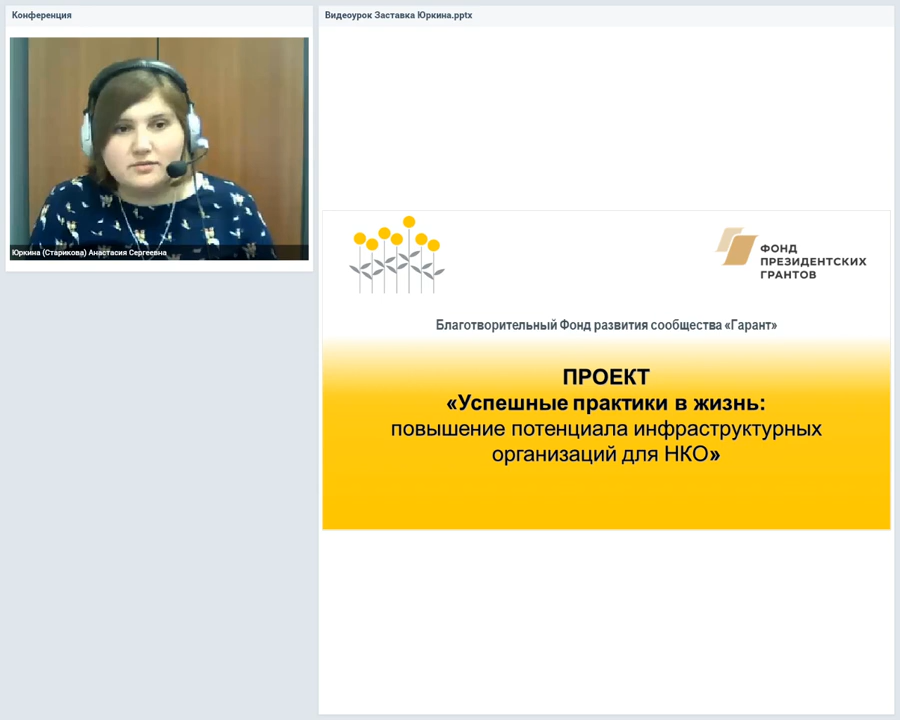 Конференция
Видеоурок Заставка Юркина.pptx
Юркина (Старикова) Анастасия Сергеевна
ФОНД
ПРЕЗИДЕНТСКИХ
ГРАНТОВ
Благотворительный Фонд развития сообщества «Гарант»
ПРОЕКТ
«Успешные практики в жизнь:
повышение потенциала инфраструктурных
организаций для НКО»